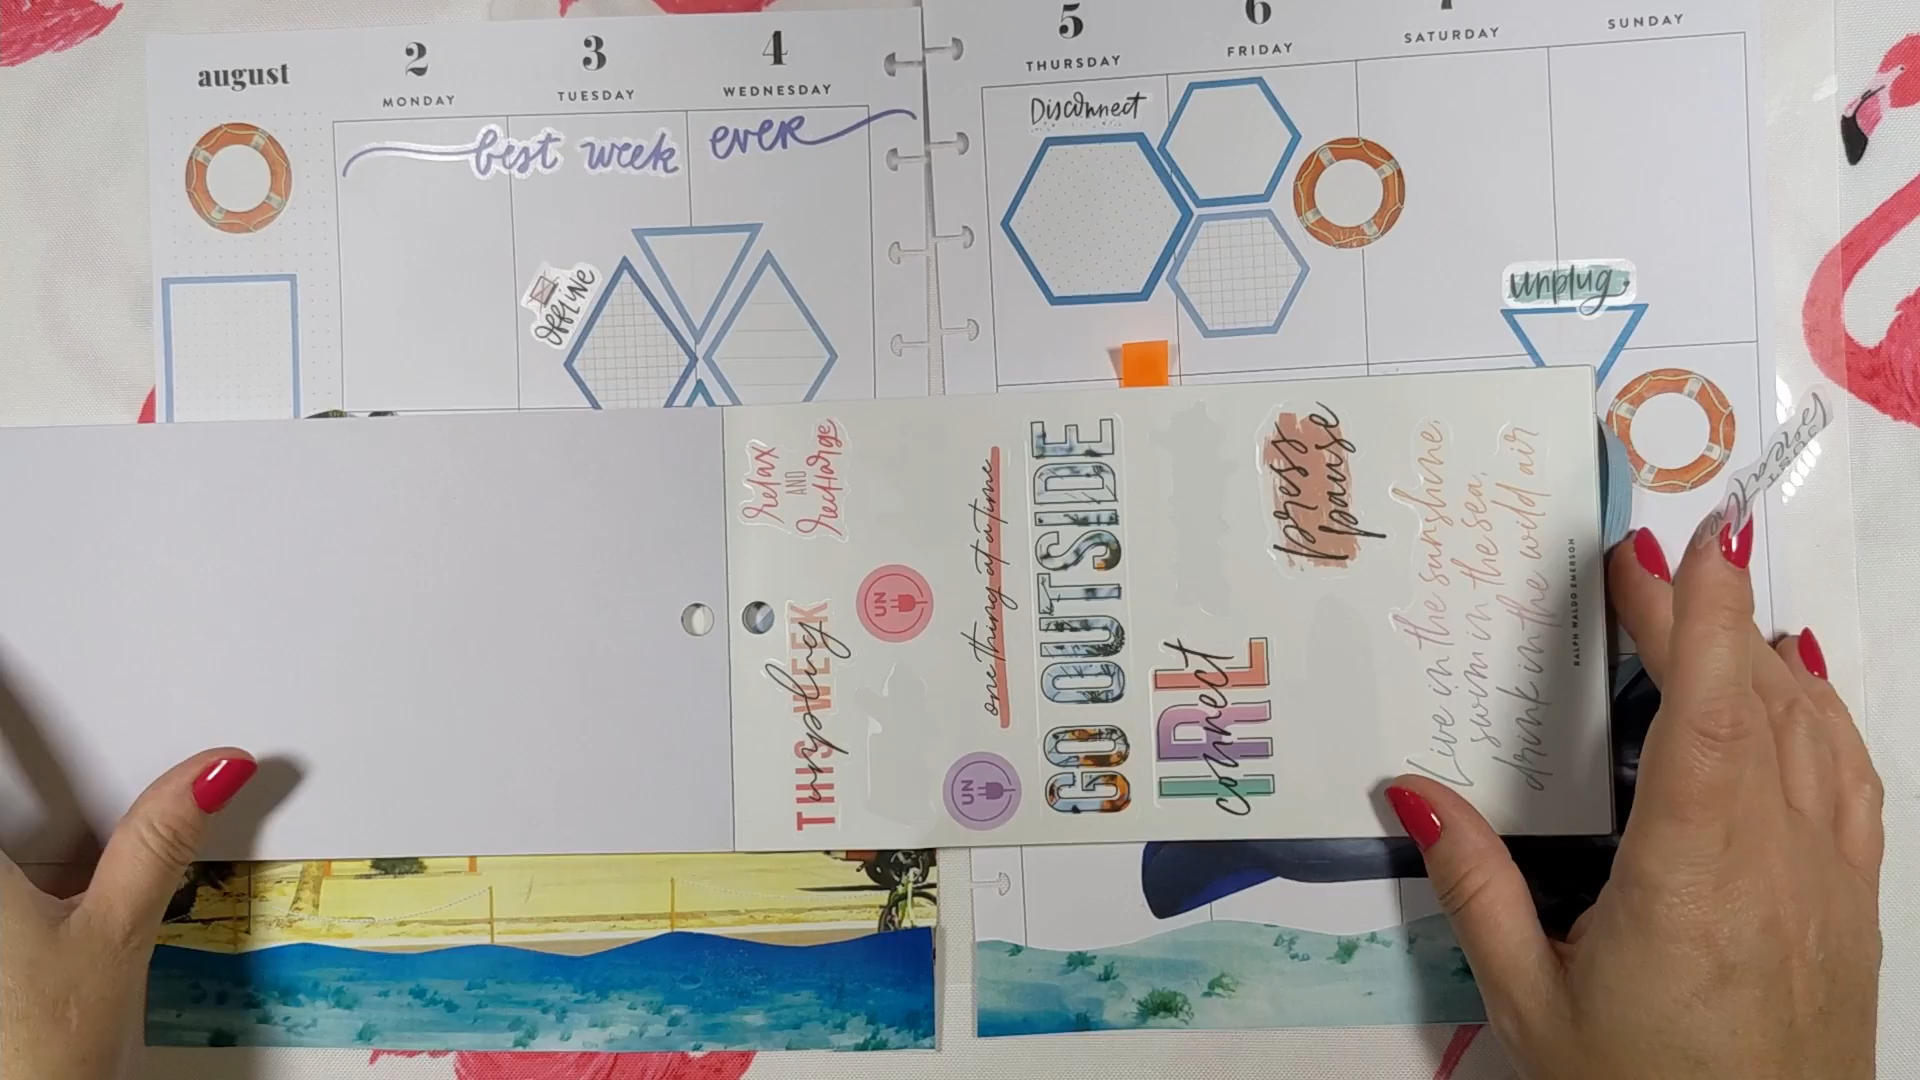 august
2
MONDAY
3
TUESDAY
4
WEDNESDAY
5
THURSDAY
6
FRIDAY
SATURDAY
SUNDAY
best week ever
Disconnect
OFFLINE
unplug
relax
AND
recharge
THIS WEEK
unplug
UN
one thing at a time
UN
GO OUTSIDE
IRL
connect
press
pause
Live in the sunshine.
swim in the sea.
drink in the wild air
RALPH WALDO EMERSON
JUST